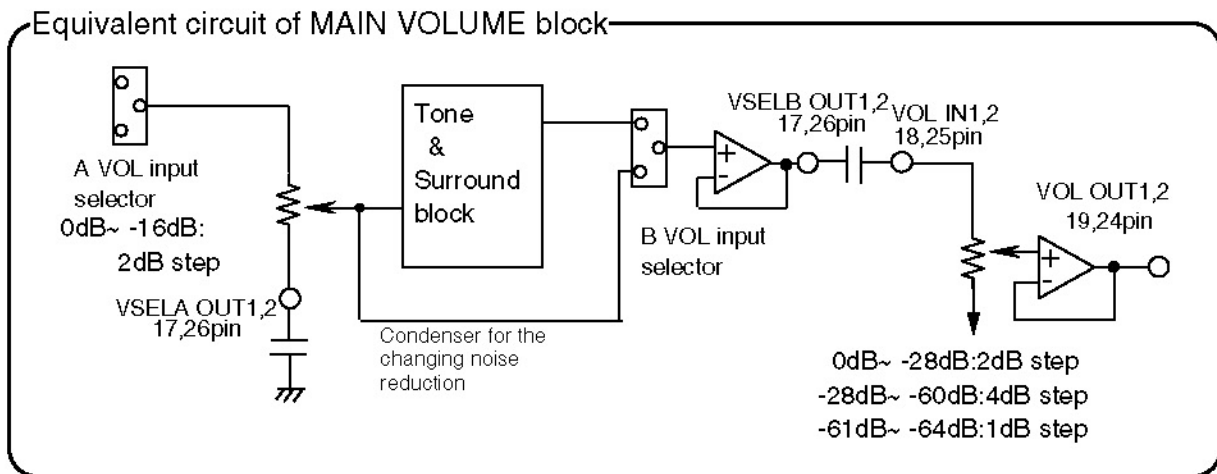 Equivalent circuit of MAIN VOLUME block
A VOL input
selector
0dB~ -16dB:
2dB step
VSELA OUT1,2
17,26pin
Tone
&
Surround
block
Condenser for the
changing noise
reduction
B VOL input
selector
+
-
VSELB OUT1,2
17,26pin
VOL IN1,2
18,25pin
VOL OUT1,2
19,24pin
+
-
0dB~ -28dB:2dB step
-28dB~ -60dB:4dB step
-61dB~ -64dB:1dB step